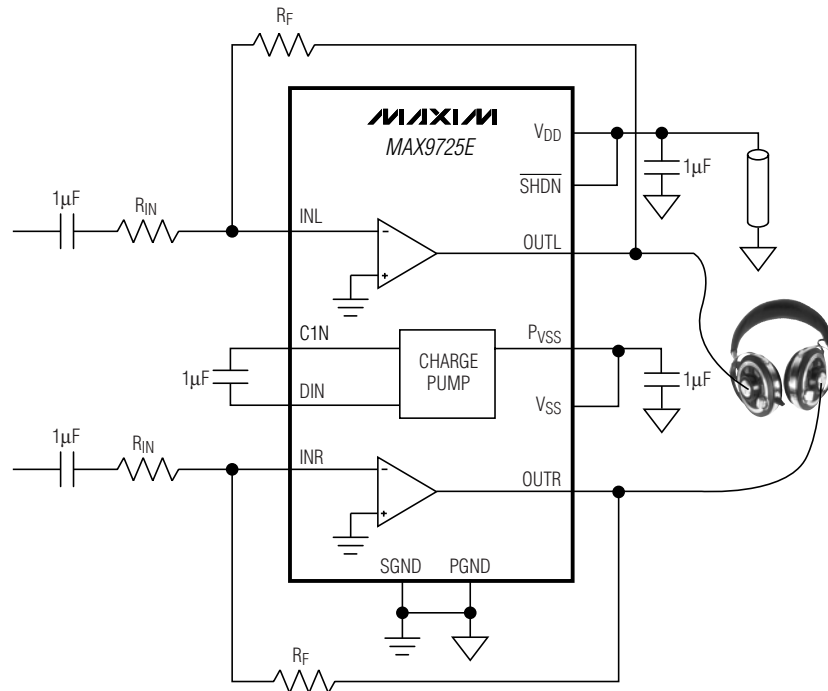 RF
MAXIM
MAX9725E
VDD
1µF
SHDN
1µF
RIN
INL
OUTL
C1N
PVSS
1µF
CHARGE
PUMP
1µF
DIN
VSS
1µF
RIN
INR
OUTR
SGND
PGND
RF